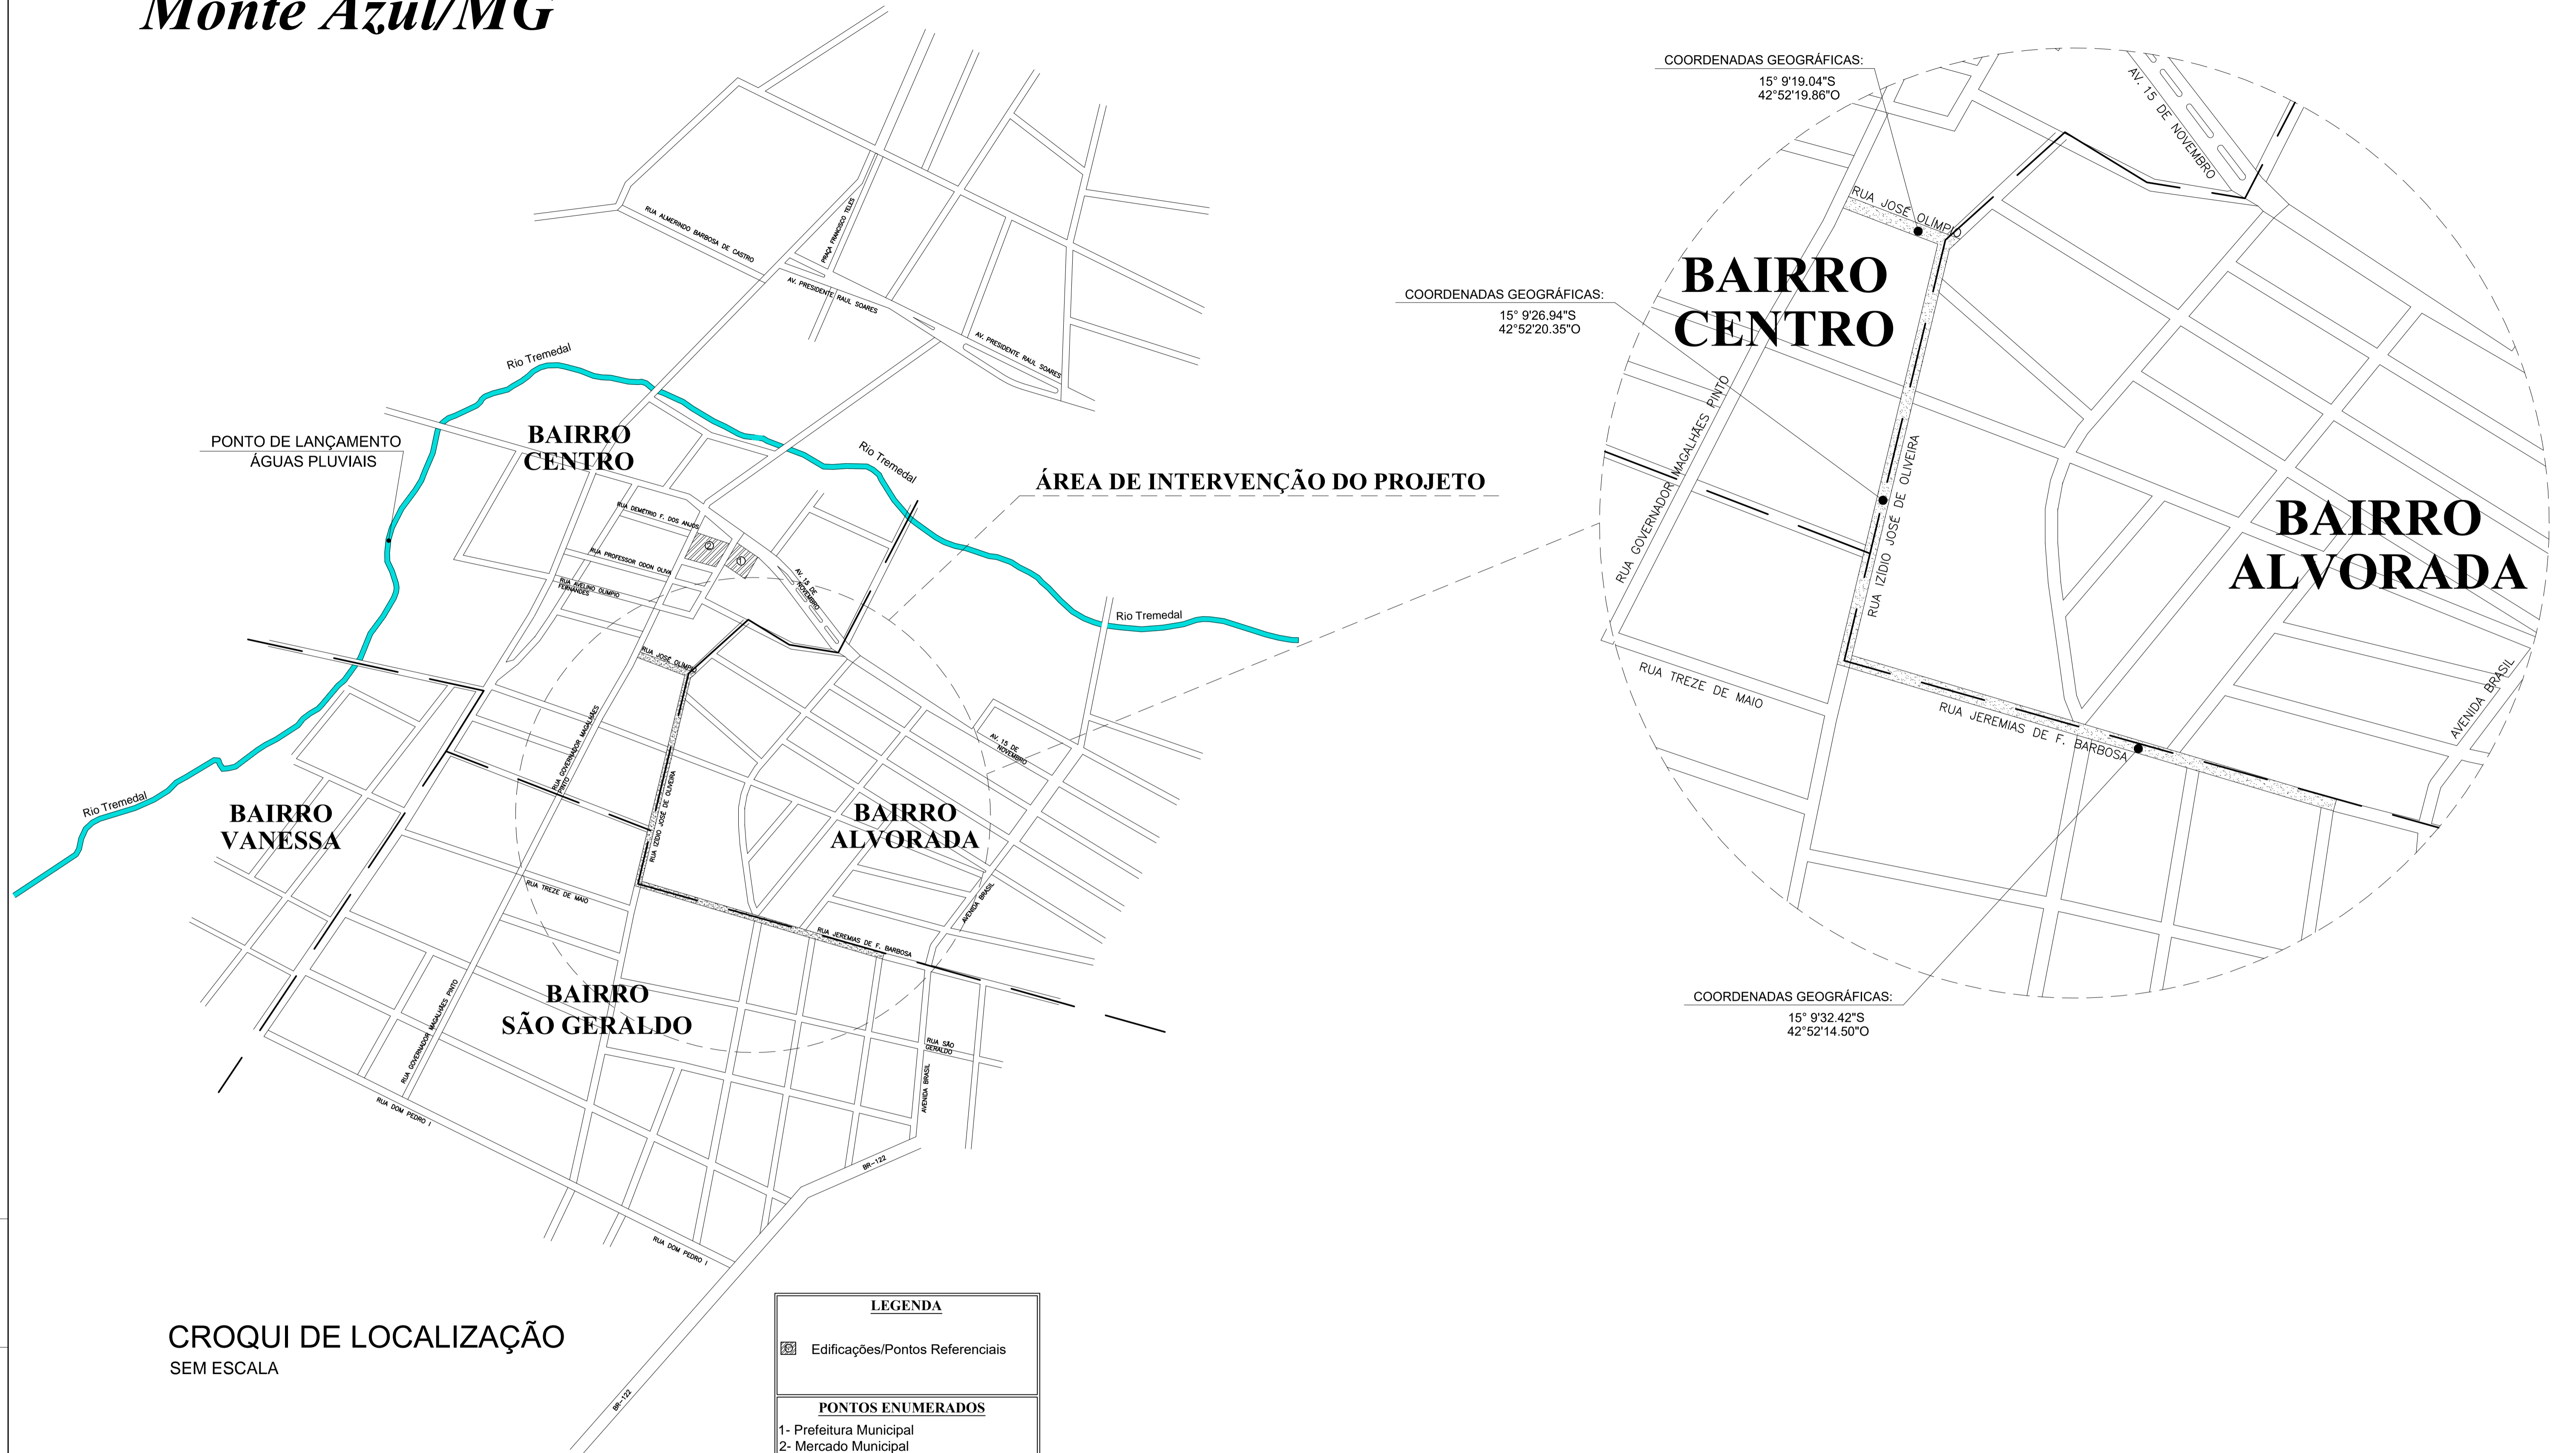 Monte Azul/MG
RUA ALMERINDO BARBOSA DE CASTRO
PRAÇA FRANCISCO TELES
AV. PRESIDENTE RAUL SOARES
AV. PRESIDENTE RAUL SOARES
Rio Tremedal
Rio Tremedal
Rio Tremedal
Rio Tremedal
PONTO DE LANÇAMENTO
ÁGUAS PLUVIAIS
BAIRRO
CENTRO
ÁREA DE INTERVENÇÃO DO PROJETO
RUA DEMÉTRIO F. DOS ANJOS
2
1
RUA PROFESSOR ODON OLIVA
RUA AVELINO OLIMPIO
FERNANDES
AV. 15 DE
NOVEMBRO
RUA JOSÉ OLÍMPIO
RUA GOVERNADOR MAGALHÃES
PINTO
RUA IZÍDIO JOSÉ DE OLIVEIRA
AV. 15 DE
NOVEMBRO
BAIRRO
VANESSA
BAIRRO
ALVORADA
RUA TREZE DE MAIO
AVENIDA BRASIL
RUA JEREMIAS DE F. BARBOSA
BAIRRO
SÃO GERALDO
RUA GOVERNADOR MAGALHÃES PINTO
RUA SÃO
GERALDO
AVENIDA BRASIL
RUA DOM PEDRO I
BR-122
RUA DOM PEDRO I
BR-122
CROQUI DE LOCALIZAÇÃO
SEM ESCALA
LEGENDA
Edificações/Pontos Referenciais
PONTOS ENUMERADOS
1- Prefeitura Municipal
2- Mercado Municipal
COORDENADAS GEOGRÁFICAS:
15° 9'19.04"S
42°52'19.86"O
AV. 15 DE NOVEMBRO
RUA JOSÉ OLÍMPIO
BAIRRO
CENTRO
COORDENADAS GEOGRÁFICAS:
15° 9'26.94"S
42°52'20.35"O
RUA GOVERNADOR MAGALHÃES PINTO
RUA IZÍDIO JOSÉ DE OLIVEIRA
BAIRRO
ALVORADA
RUA TREZE DE MAIO
RUA JEREMIAS DE F. BARBOSA
AVENIDA BRASIL
COORDENADAS GEOGRÁFICAS:
15° 9'32.42"S
42°52'14.50"O